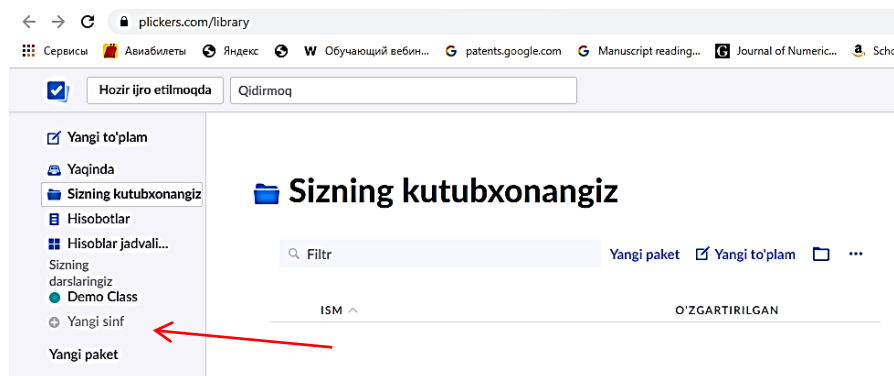 plickers.com/library
Сервисы Авиабилеты Яндекс W Обучающий вебин... G patents.google.com G Manuscript reading... G Journal of Numeric... a Scho
Hozir ijro etilmoqda Qidirmoq
Yangi to'plam
Yaqinda
Sizning kutubxonangiz
Hisobotlar
Hisoblar jadvali...
Sizning
darslaringiz
Demo Class
Yangi sinf
Yangi paket
Sizning kutubxonangiz
Filtr Yangi paket Yangi to'plam
ISM O'ZGARTIRILGAN